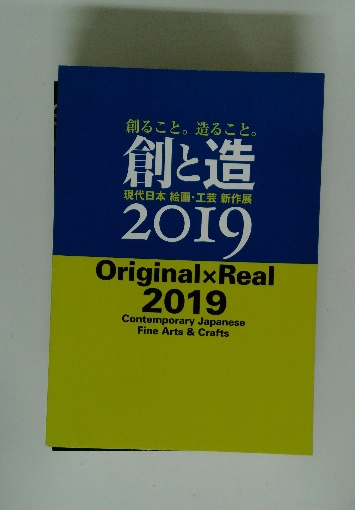 創ること。造ること。
創と造
現代日本 絵画・工芸 新作展
2019
Original×Real
2019
Contemporary Japanese
Fine Arts & Crafts